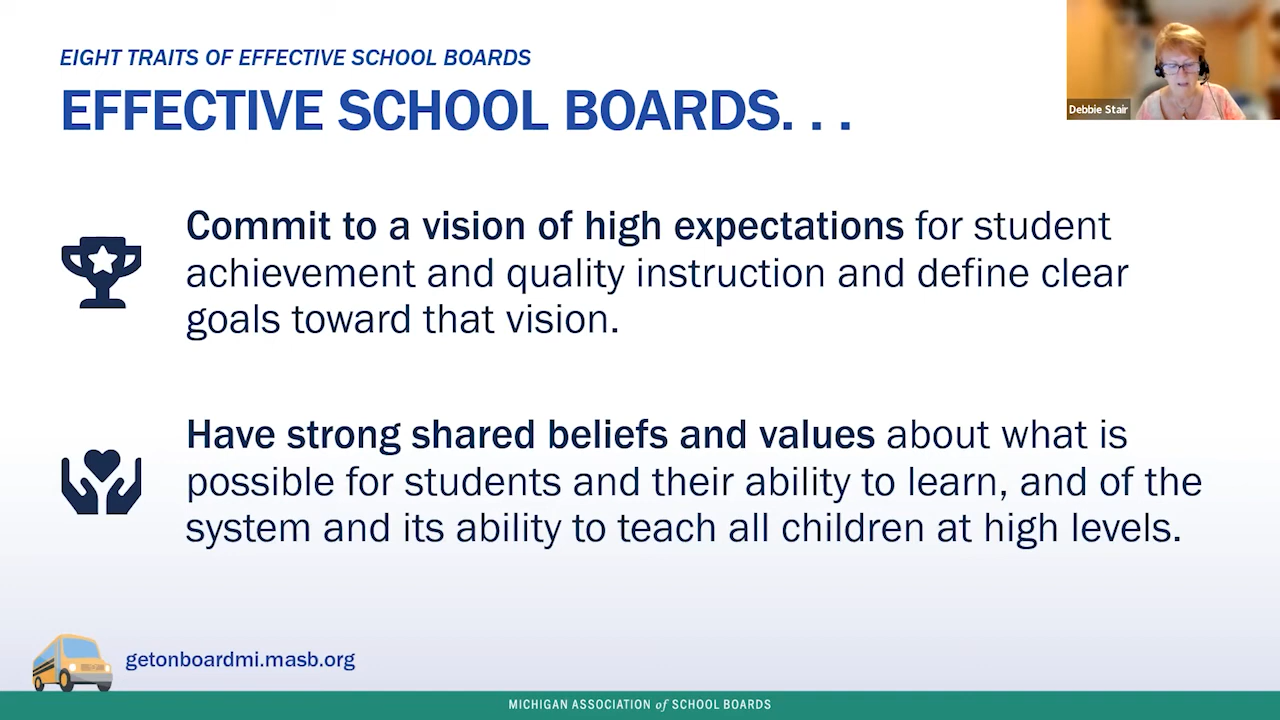 EIGHT TRAITS OF EFFECTIVE SCHOOL BOARDS
EFFECTIVE SCHOOL BOARDS. . .
Debbie Stair
Commit to a vision of high expectations for student
achievement and quality instruction and define clear
goals toward that vision.
Have strong shared beliefs and values about what is
possible for students and their ability to learn, and of the
system and its ability to teach all children at high levels.
getonboardmi.masb.org
MICHIGAN ASSOCIATION of SCHOOL BOARDS